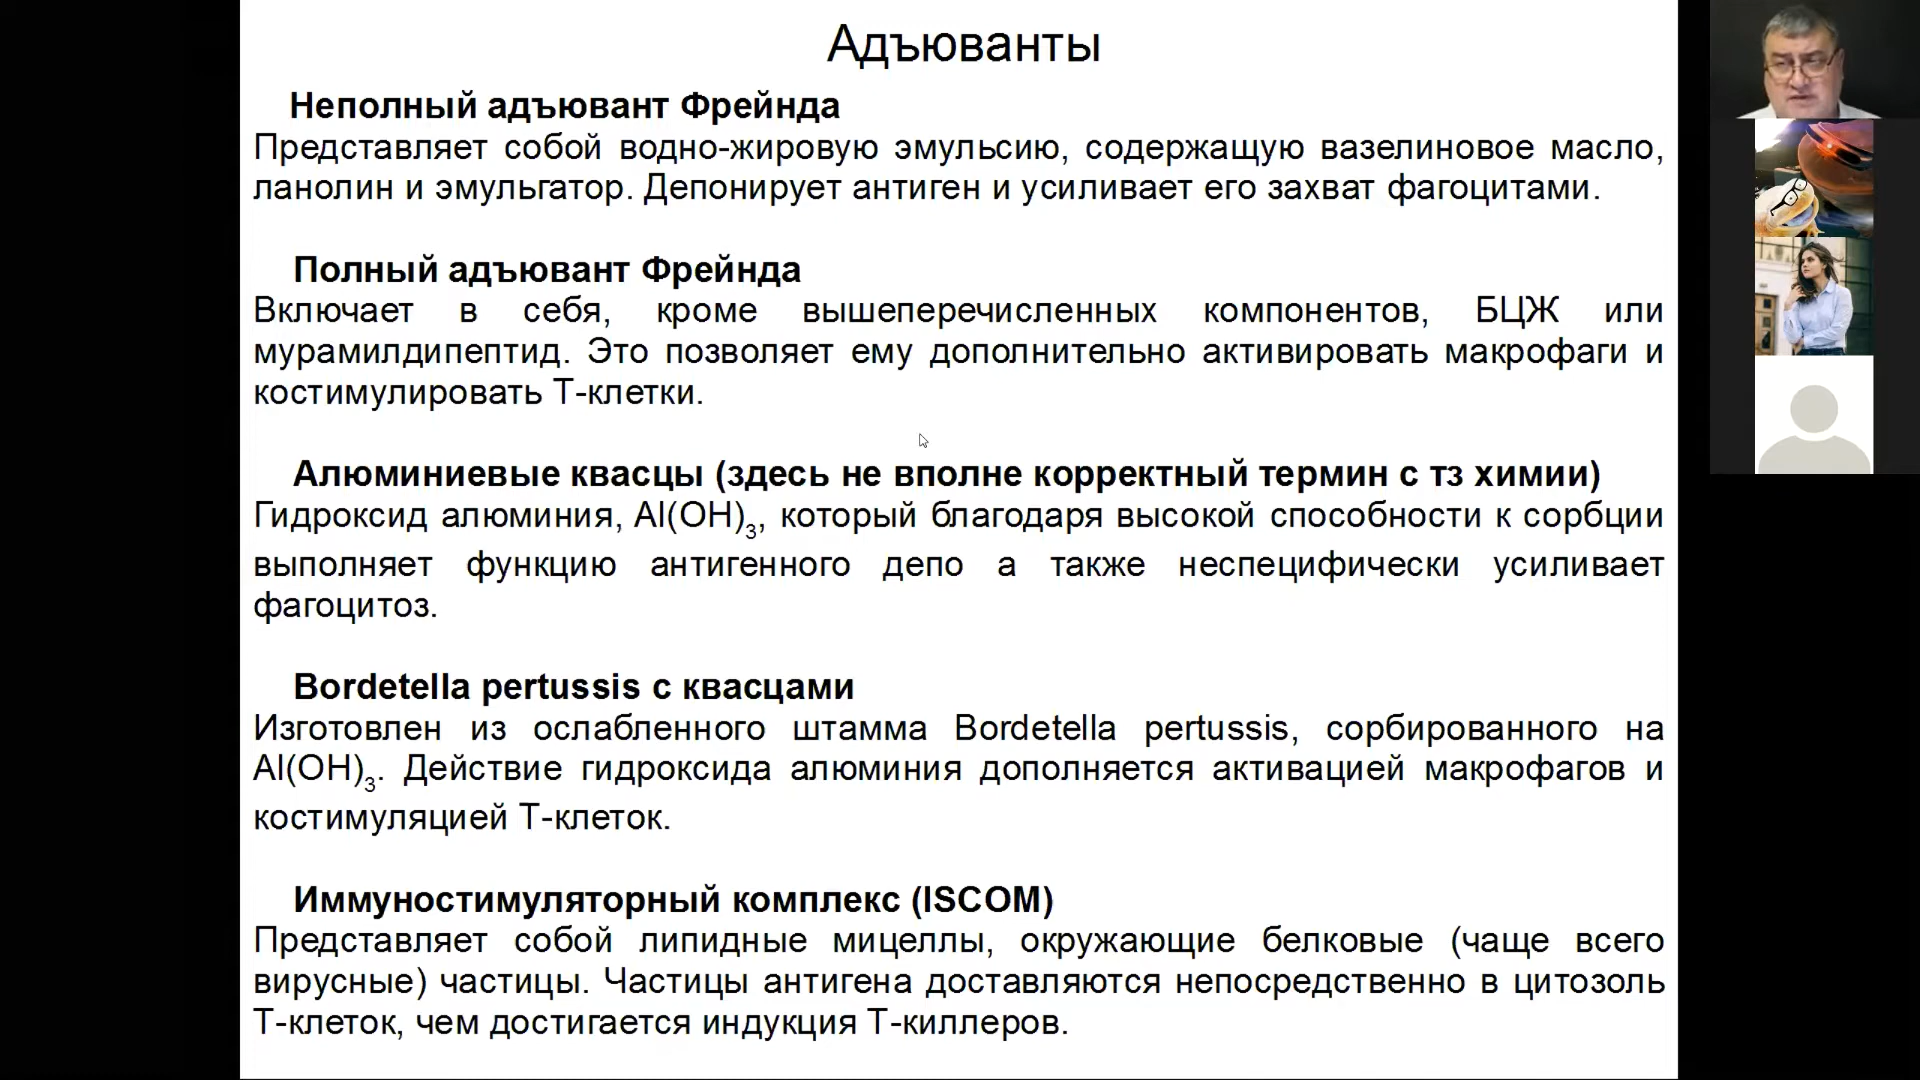 Адъюванты
Неполный адъювант Фрейнда
Представляет собой водно-жировую эмульсию, содержащую вазелиновое масло,
ланолин и эмульгатор. Депонирует антиген и усиливает его захват фагоцитами.
Полный адъювант Фрейнда
Включает в себя, кроме вышеперечисленных компонентов, БЦЖ или
мурамилдипептид. Это позволяет ему дополнительно активировать макрофаги и
костимулировать Т-клетки.
Алюминиевые квасцы (здесь не вполне корректный термин с тз химии)
Гидроксид алюминия, Al(OH)₃, который благодаря высокой способности к сорбции
выполняет функцию антигенного депо а также неспецифически усиливает
фагоцитоз.
Bordetella pertussis с квасцами
Изготовлен из ослабленного штамма Bordetella pertussis, сорбированного на
Al(OH)₃. Действие гидроксида алюминия дополняется активацией макрофагов и
костимуляцией Т-клеток.
Иммуностимуляторный комплекс (ISCOM)
Представляет собой липидные мицеллы, окружающие белковые (чаще всего
вирусные) частицы. Частицы антигена доставляются непосредственно в цитозоль
Т-клеток, чем достигается индукция Т-киллеров.